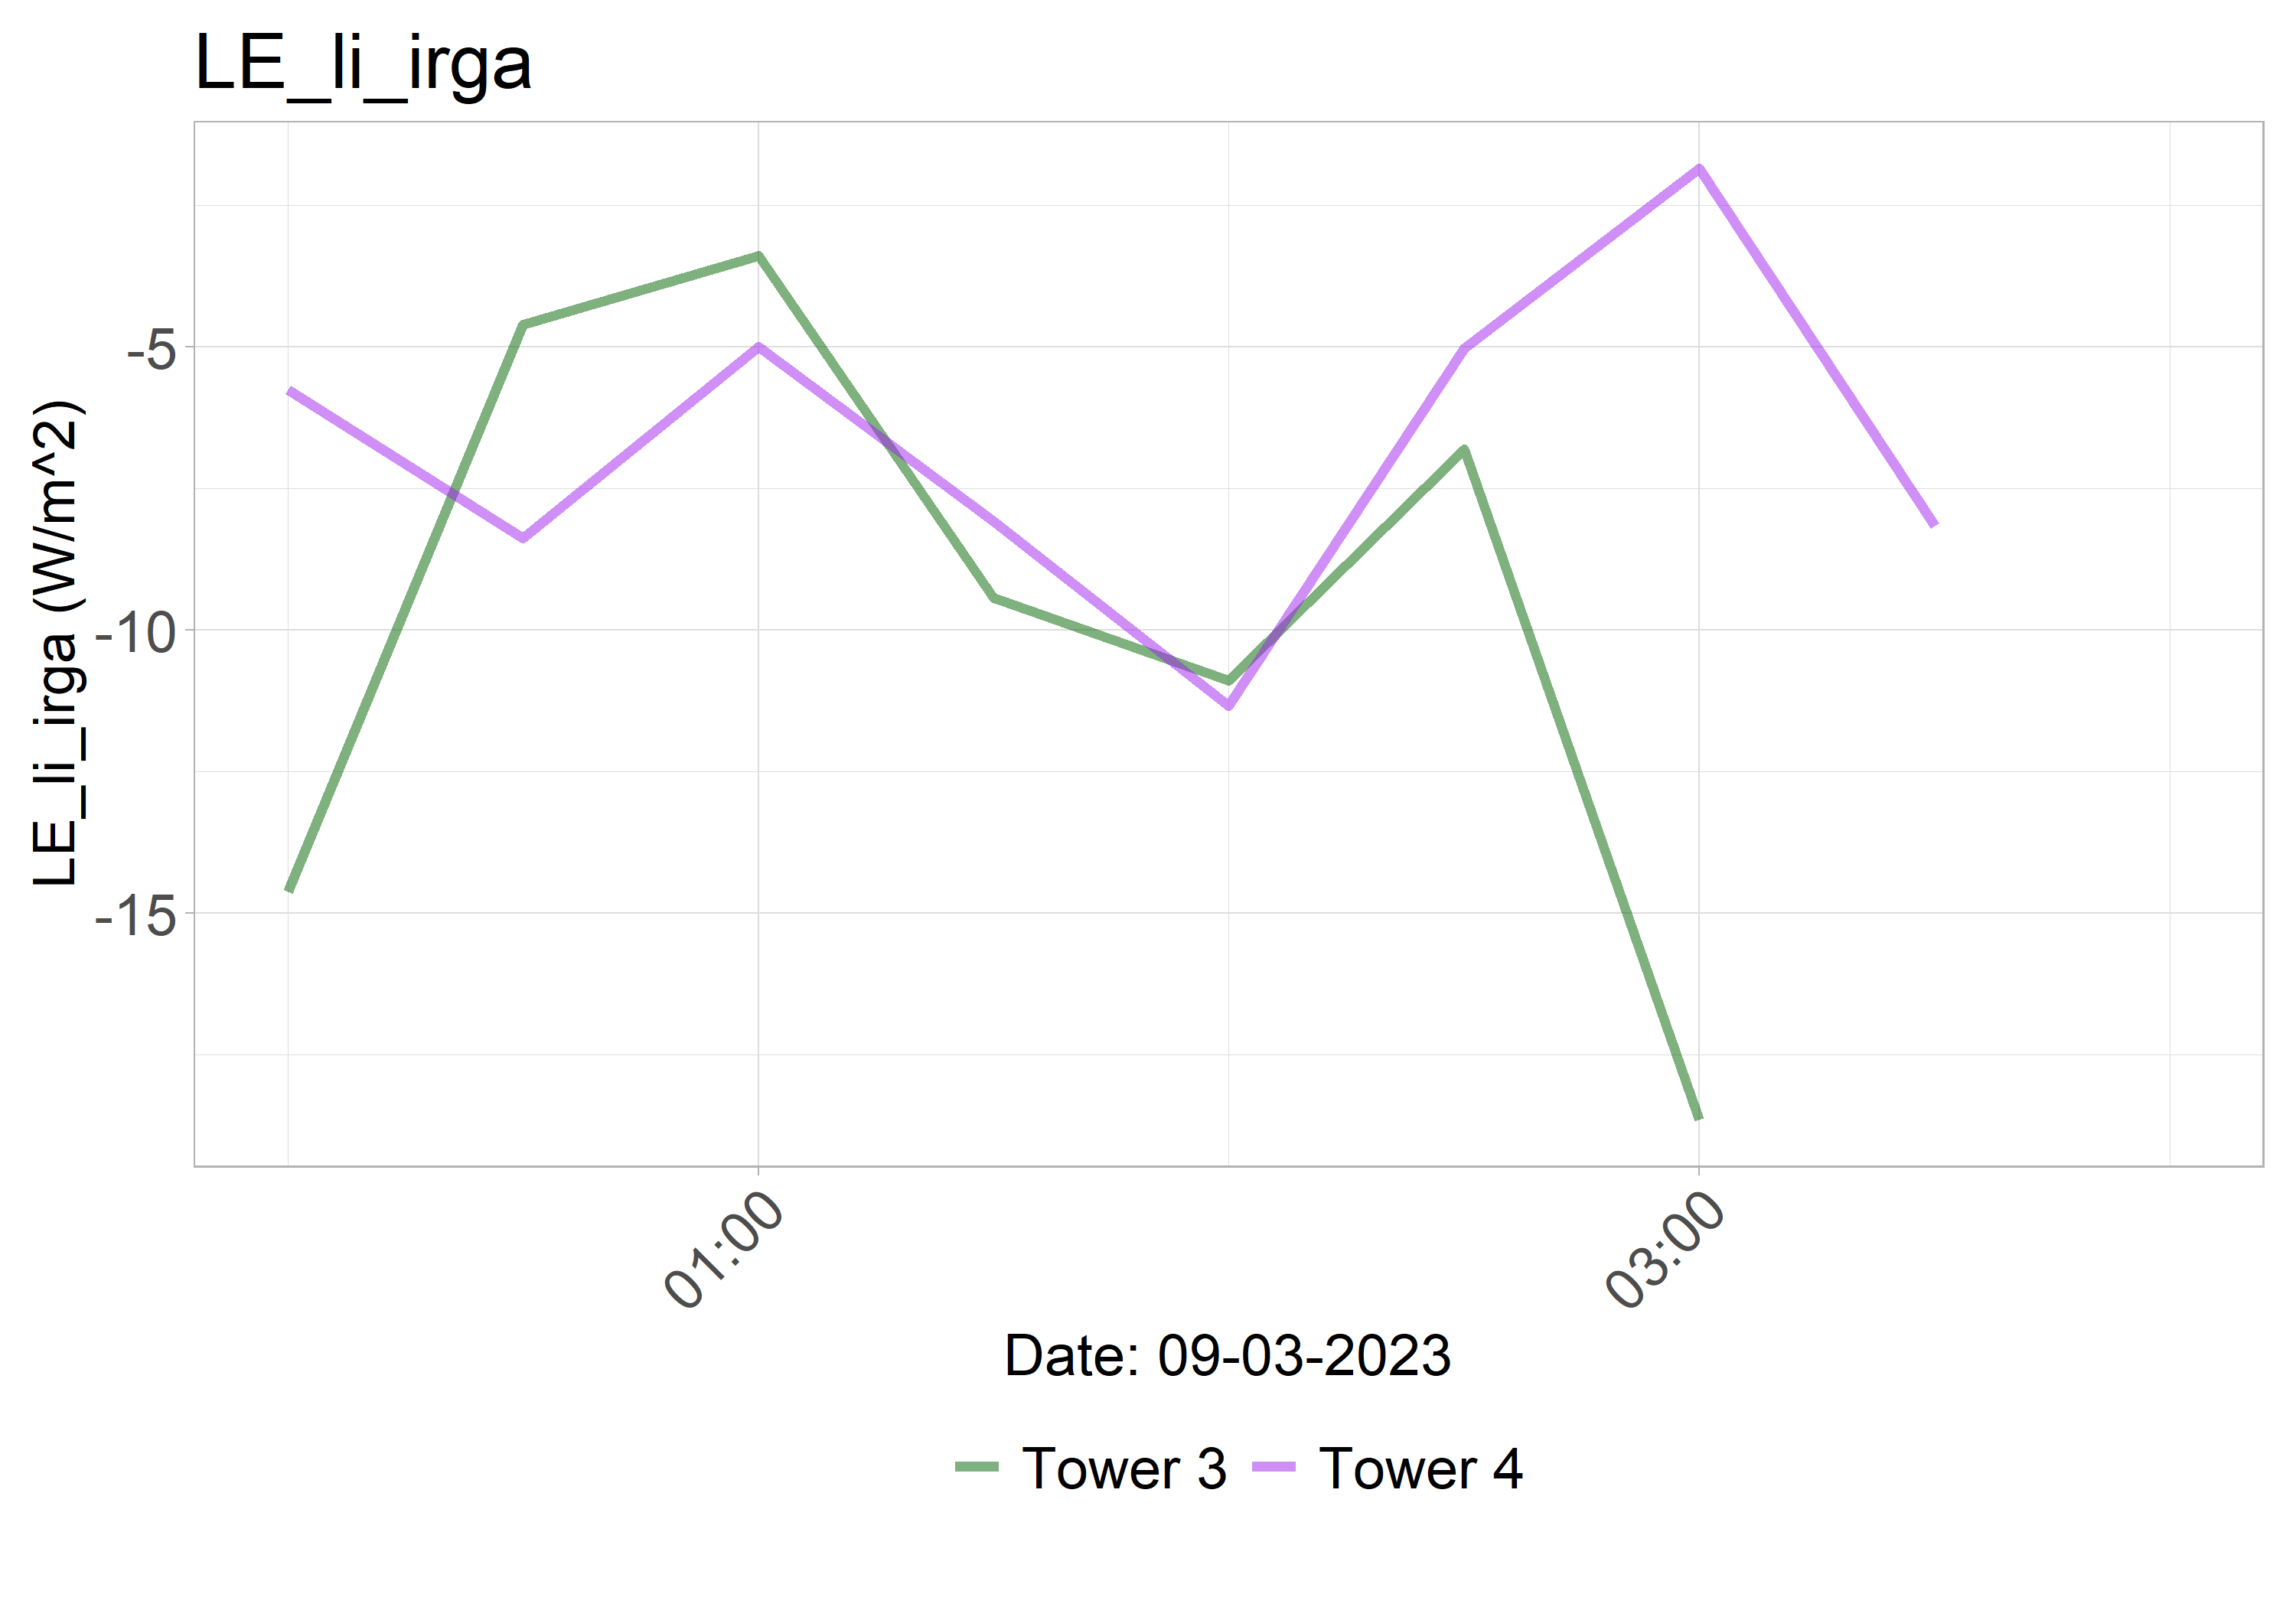 LE_li_irga
LE_li_irga (W/m^2)
-5
-10
-15
01:00
03:00
Date: 09-03-2023
Tower 3
Tower 4